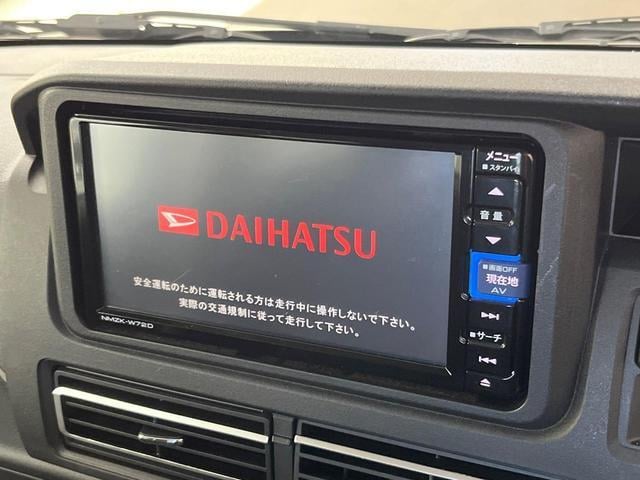 DAIHATSU
安全運転のために運転される方は走行中に操作しないで下さい。
実際の交通規制に従って走行して下さい。
NMZK-W72D
メニュー
■スタンバイ
音量
■画面OFF
現在地
AV
■サーチ